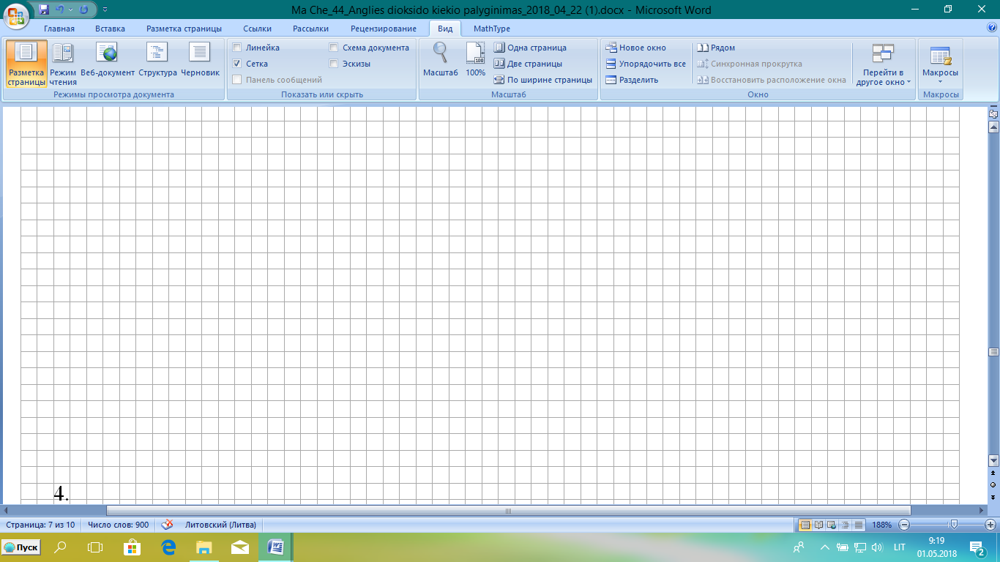 Ma Che_44_Anglies dioksido kiekio palyginimas_2018_04_22 (1).docx - Microsoft Word
Главная Вставка Разметка страницы Ссылки Рассылки Рецензирование Вид MathType
Разметка страницы
Режим чтения
Веб-документ
Структура
Черновик
Режимы просмотра документа
Линейка
Сетка
Панель сообщений
Схема документа
Эскизы
Показать или скрыть
Масштаб
100%
Одна страница
Две страницы
По ширине страницы
Масштаб
Новое окно
Упорядочить все
Разделить
Рядом
Синхронная прокрутка
Восстановить расположение окна
Перейти в другое окно
Окно
Макросы
Макросы
4.
Страница: 7 из 10 Число слов: 900 Литовский (Литва) 188%
Пуск LIT 9:19
01.05.2018 2